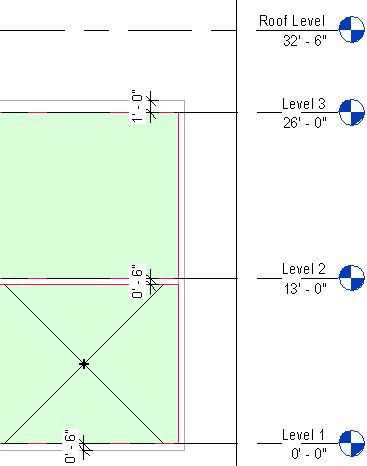 Roof Level
32' - 6"
1' - 0"
Level 3
26' - 0"
0' - 6"
Level 2
13' - 0"
0' - 6"
Level 1
0' - 0"